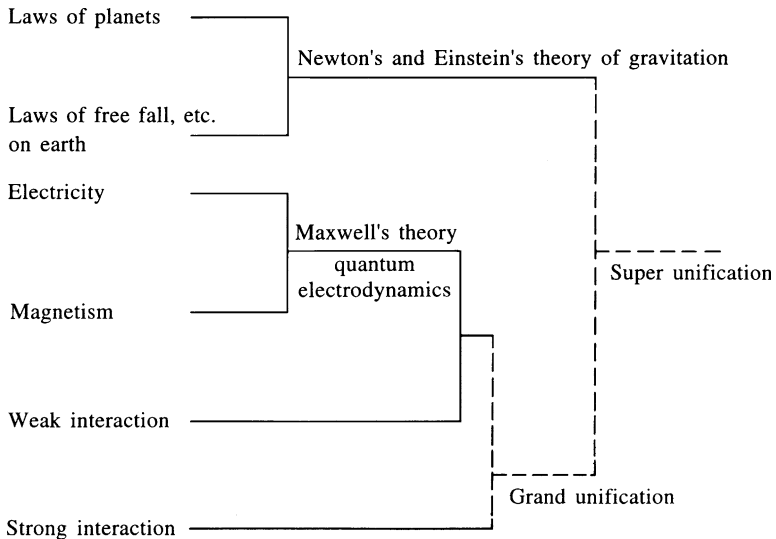 Laws of planets
Newton's and Einstein's theory of gravitation
Laws of free fall, etc.
on earth
Electricity
Maxwell's theory
quantum
electrodynamics
Super unification
Magnetism
Weak interaction
Grand unification
Strong interaction